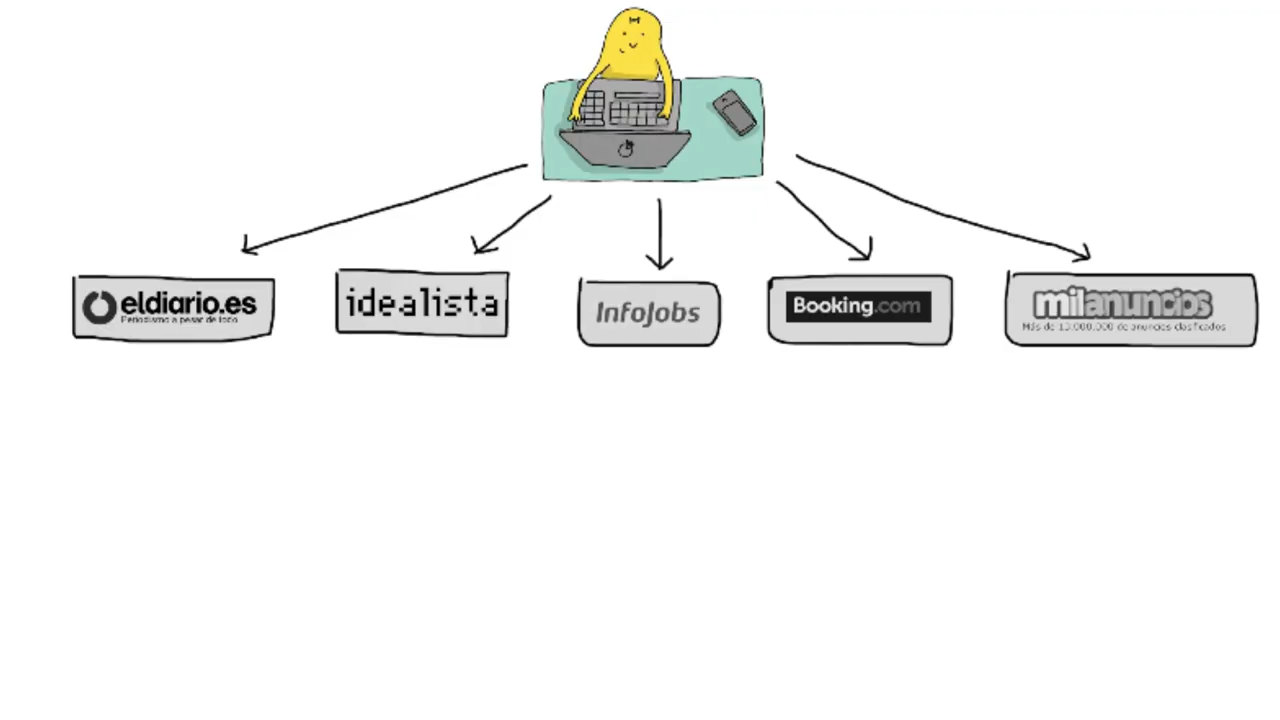 eldiario.es
Periodismo a pesar de todo
idealista
InfoJobs
Booking.com
milanuncios
Más de 13.000.000 de anuncios clasificados